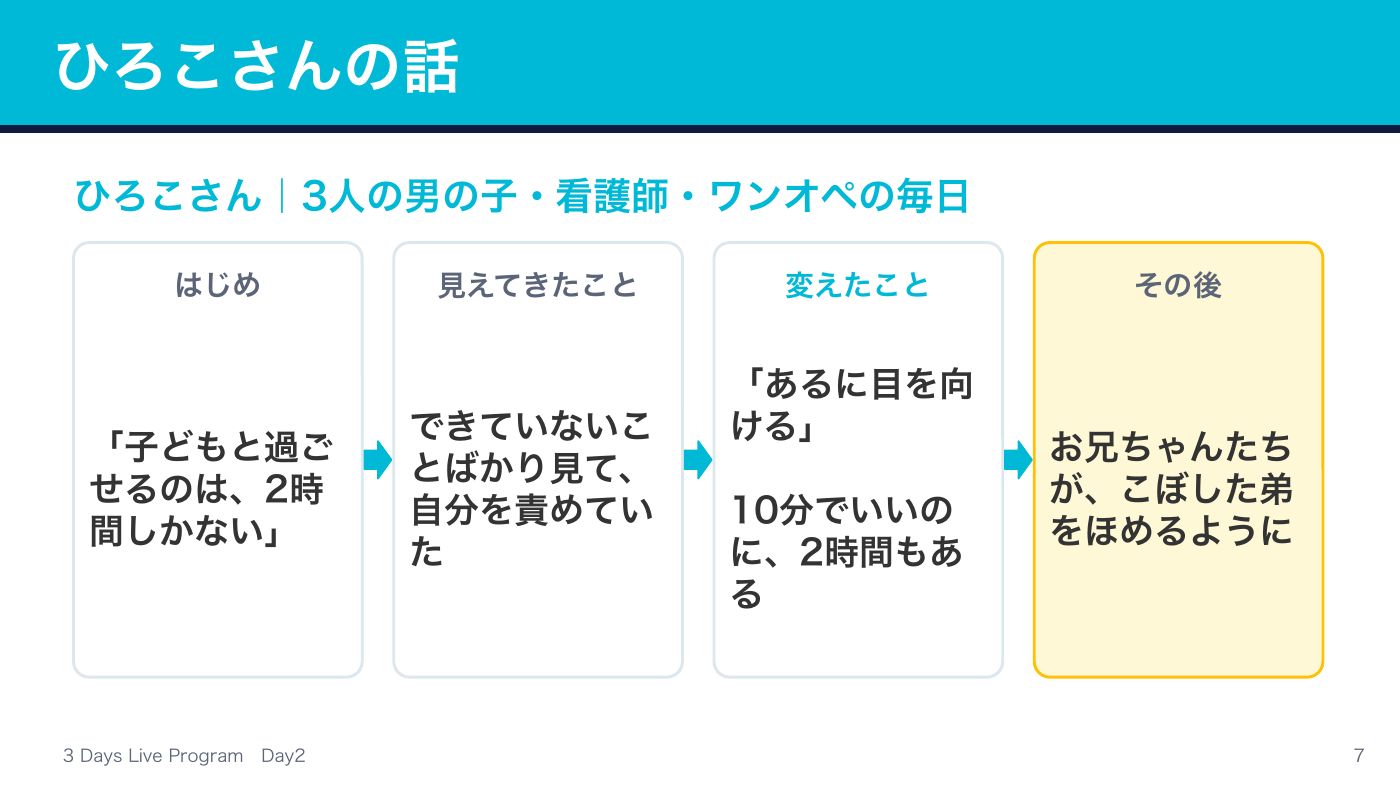 ひろこさんの話
ひろこさん｜3人の男の子・看護師・ワンオペの毎日
はじめ
「子どもと過ご
せるのは、2時
間しかない」
見えてきたこと
できていないこ
とばかり見て、
自分を責めてい
た
変えたこと
「あるに目を向
ける」
10分でいいの
に、2時間もあ
る
その後
お兄ちゃんたち
が、こぼした弟
をほめるように
3 Days Live Program　Day2
7